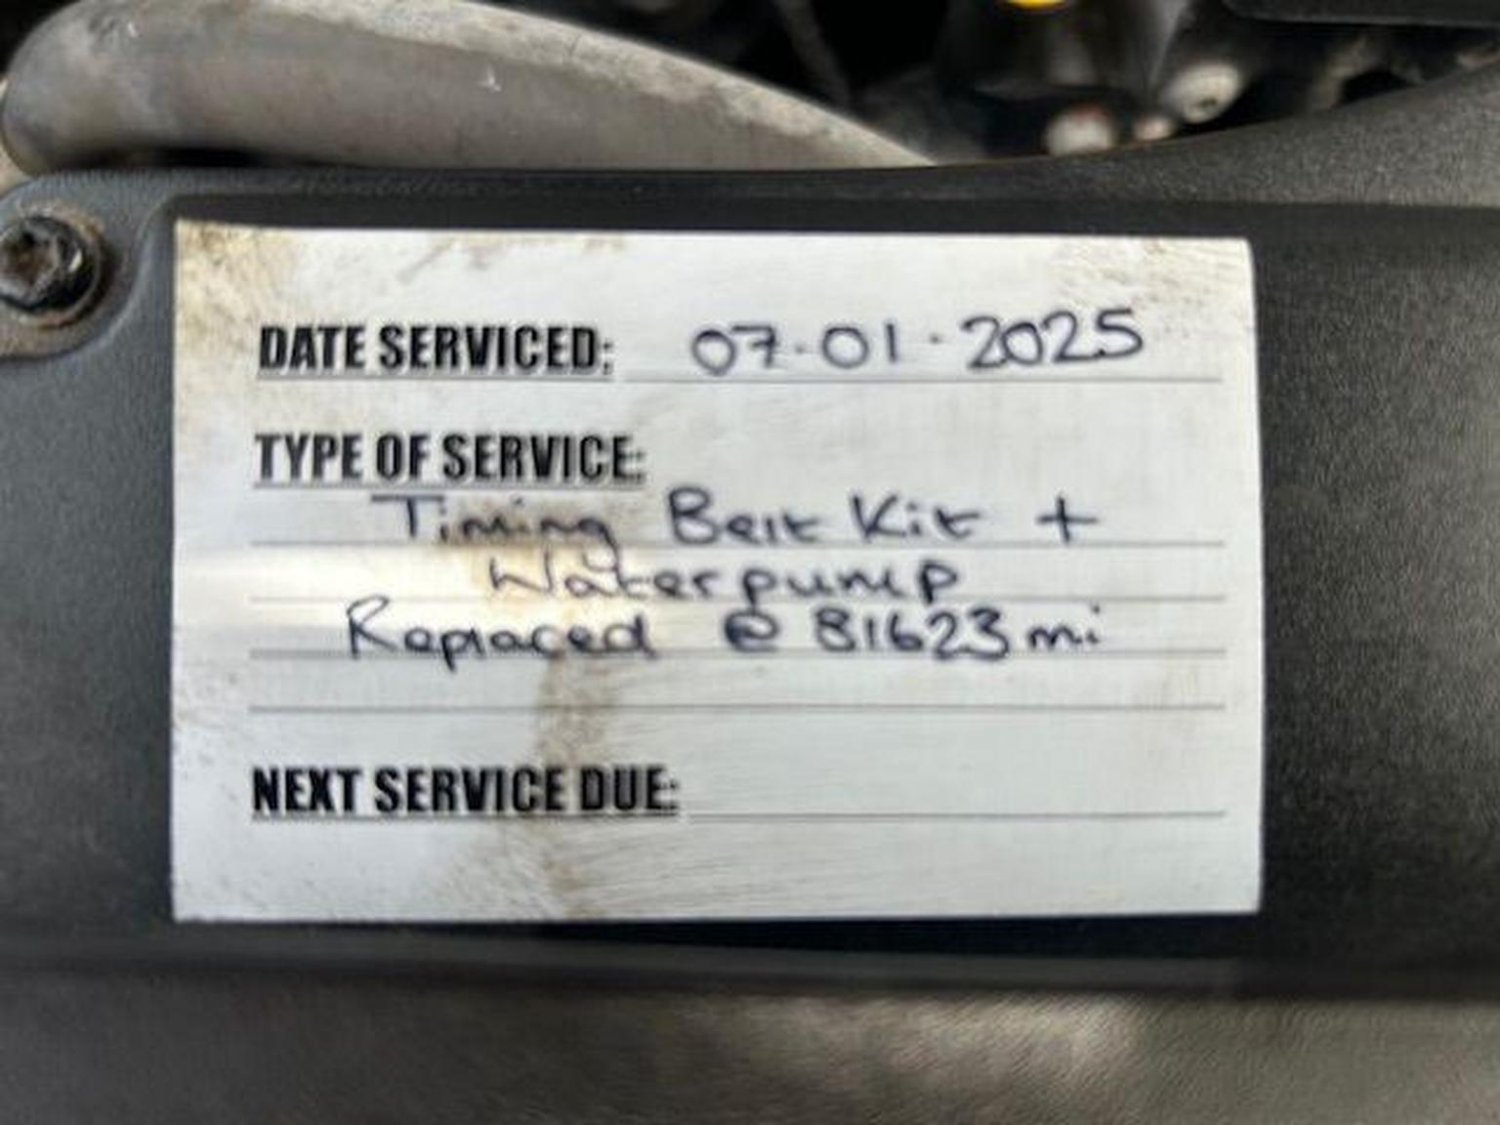 DATE SERVICED: 07.01.2025
TYPE OF SERVICE:
Timing Belt Kit +
Waterpump
Replaced @ 81623 mi
NEXT SERVICE DUE: